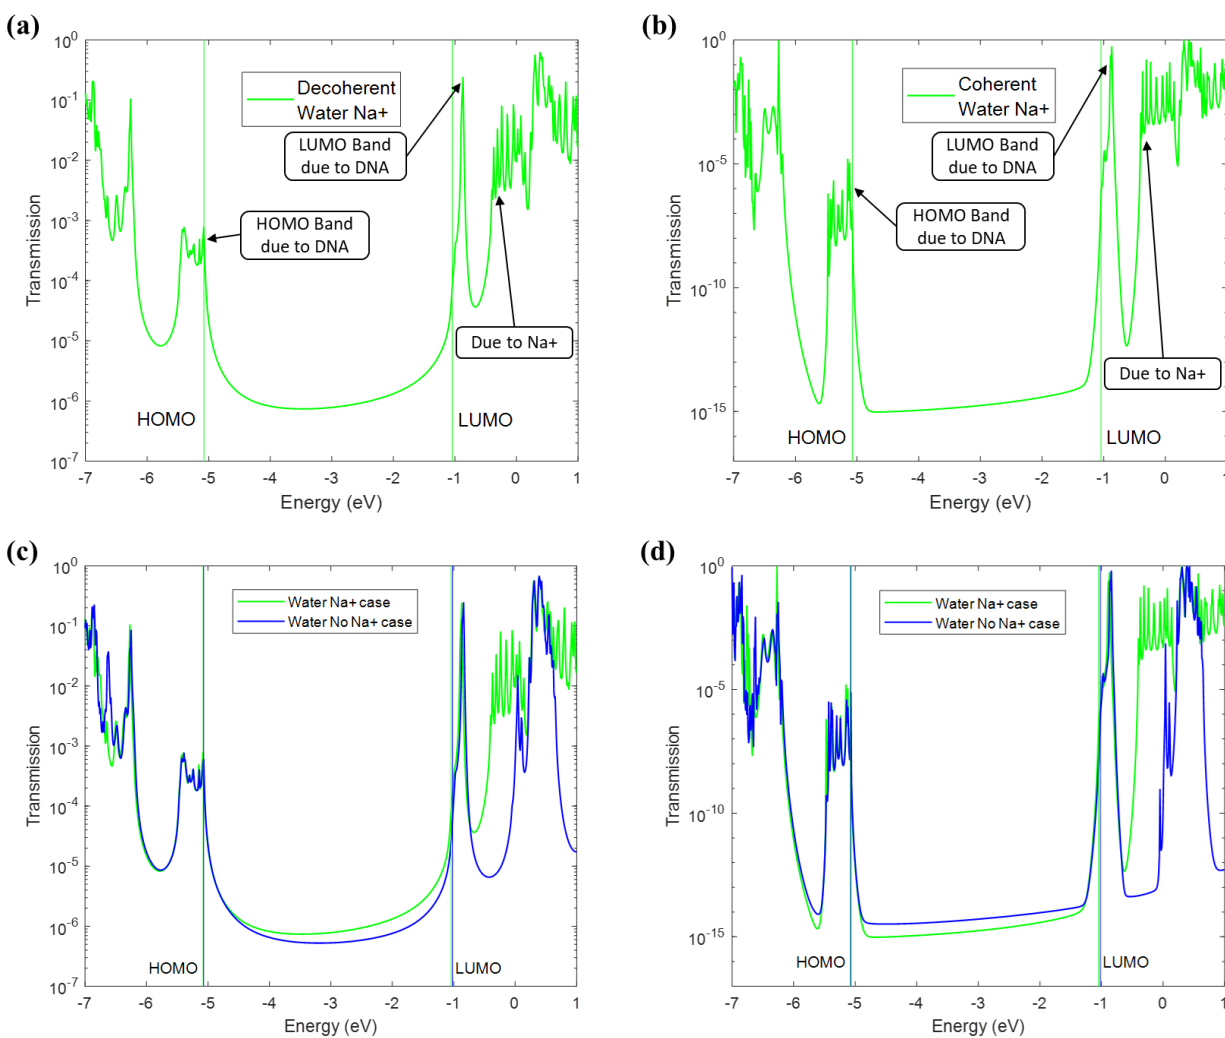 (a)
10^0
10^-1
10^-2
10^-3
10^-4
10^-5
10^-6
10^-7
Transmission
Decoherent
Water Na+
LUMO Band
due to DNA
HOMO Band
due to DNA
Due to Na+
HOMO
LUMO
-7 -6 -5 -4 -3 -2 -1 0 1
Energy (eV)
(b)
10^0
10^-5
10^-10
10^-15
Transmission
Coherent
Water Na+
LUMO Band
due to DNA
HOMO Band
due to DNA
Due to Na+
HOMO
LUMO
-7 -6 -5 -4 -3 -2 -1 0 1
Energy (eV)
(c)
10^0
10^-1
10^-2
10^-3
10^-4
10^-5
10^-6
10^-7
Transmission
Water Na+ case
Water No Na+ case
HOMO
LUMO
-7 -6 -5 -4 -3 -2 -1 0 1
Energy (eV)
(d)
10^0
10^-5
10^-10
10^-15
Transmission
Water Na+ case
Water No Na+ case
HOMO
LUMO
-7 -6 -5 -4 -3 -2 -1 0 1
Energy (eV)